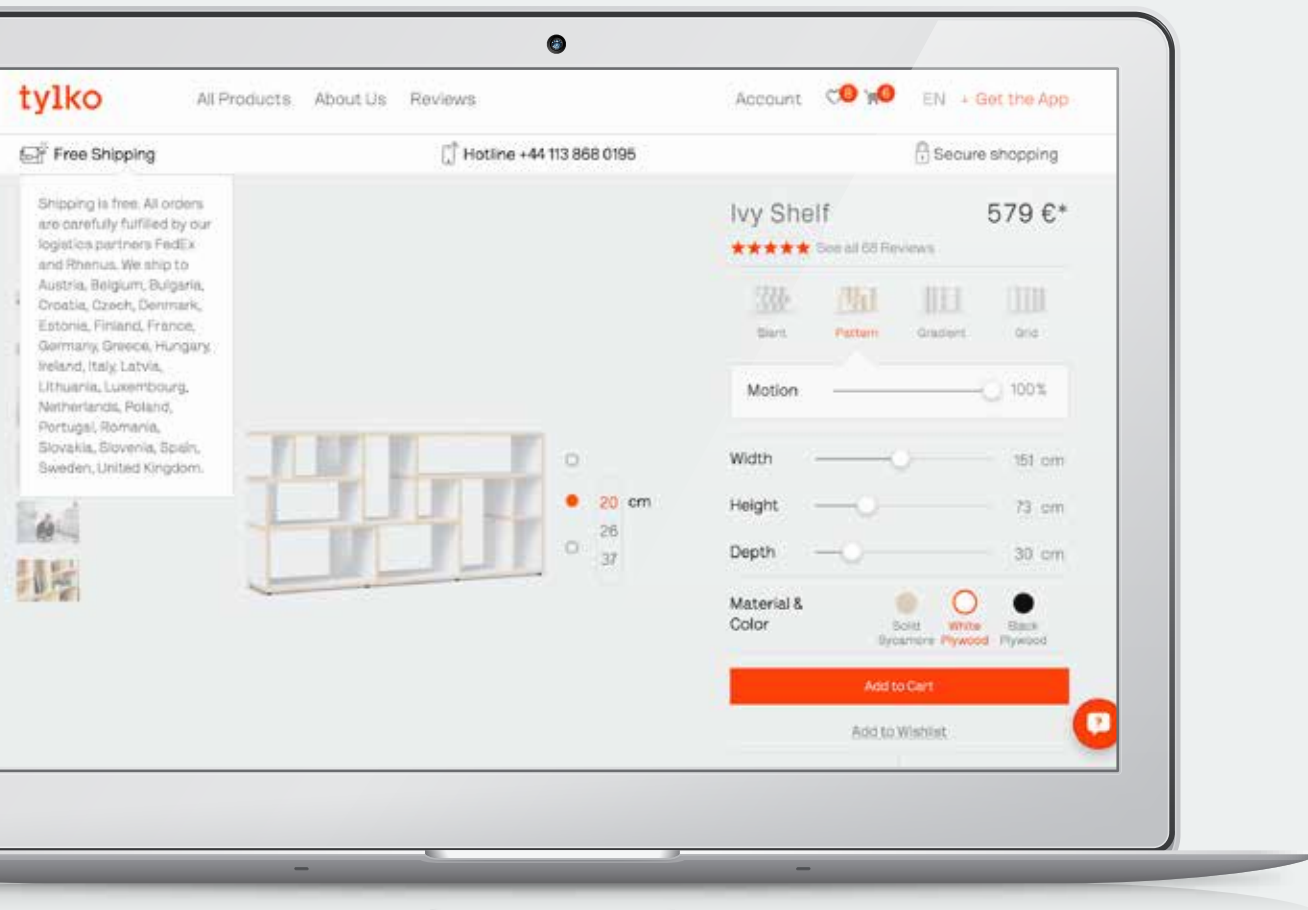 tylko
All Products About Us Reviews
Account 8 6 EN + Get the App
Free Shipping
Hotline +44 113 868 0195
Secure shopping
Shipping is free. All orders
are carefully fulfilled by our
logistics partners FedEx
and Rhenus. We ship to
Austria, Belgium, Bulgaria,
Croatia, Czech, Denmark,
Estonia, Finland, France,
Germany, Greece, Hungary,
Ireland, Italy, Latvia,
Lithuania, Luxembourg,
Netherlands, Poland,
Portugal, Romania,
Slovakia, Slovenia, Spain,
Sweden, United Kingdom.
20 cm
26
37
Ivy Shelf 579 €*
See all 68 Reviews
Slant Pattern Gradient Grid
Motion 100%
Width 151 cm
Height 73 cm
Depth 30 cm
Material &
Color
Solid
Sycamore
White
Plywood
Black
Plywood
Add to Cart
Add to Wishlist
?